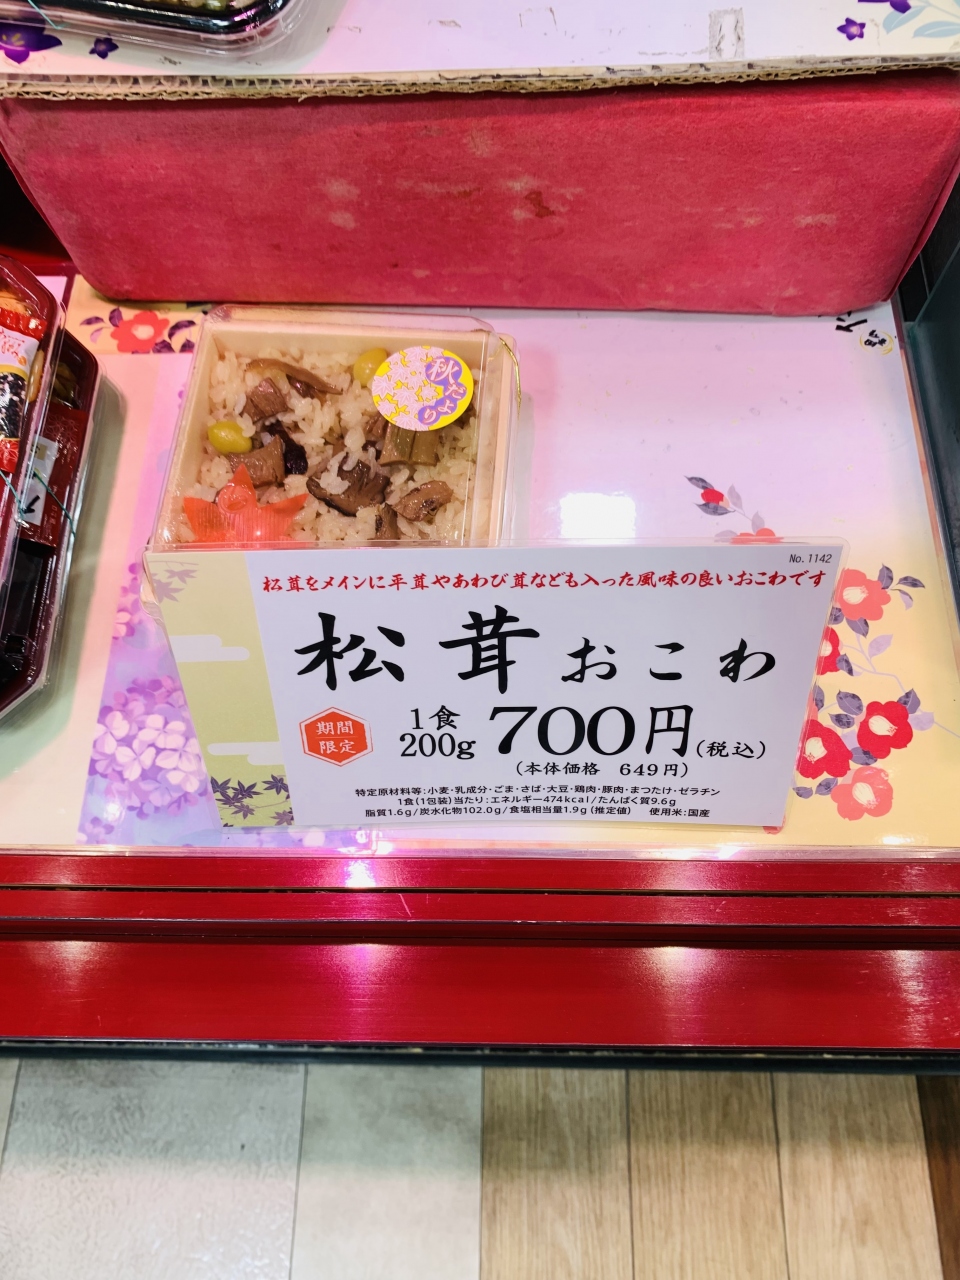 秋だより
No.1142
松茸をメインに平茸やあわび茸なども入った風味の良いおこわです
松茸おこわ
期間
限定
1食
200g
700円(税込)
(本体価格 649円)
特定原材料等:小麦・乳成分・ごま・さば・大豆・鶏肉・豚肉・まつたけ・ゼラチン
1食(1包装)当たり:エネルギー474kcal/たんぱく質9.6g
脂質1.6g/炭水化物102.0g/食塩相当量1.9g(推定値) 使用米:国産